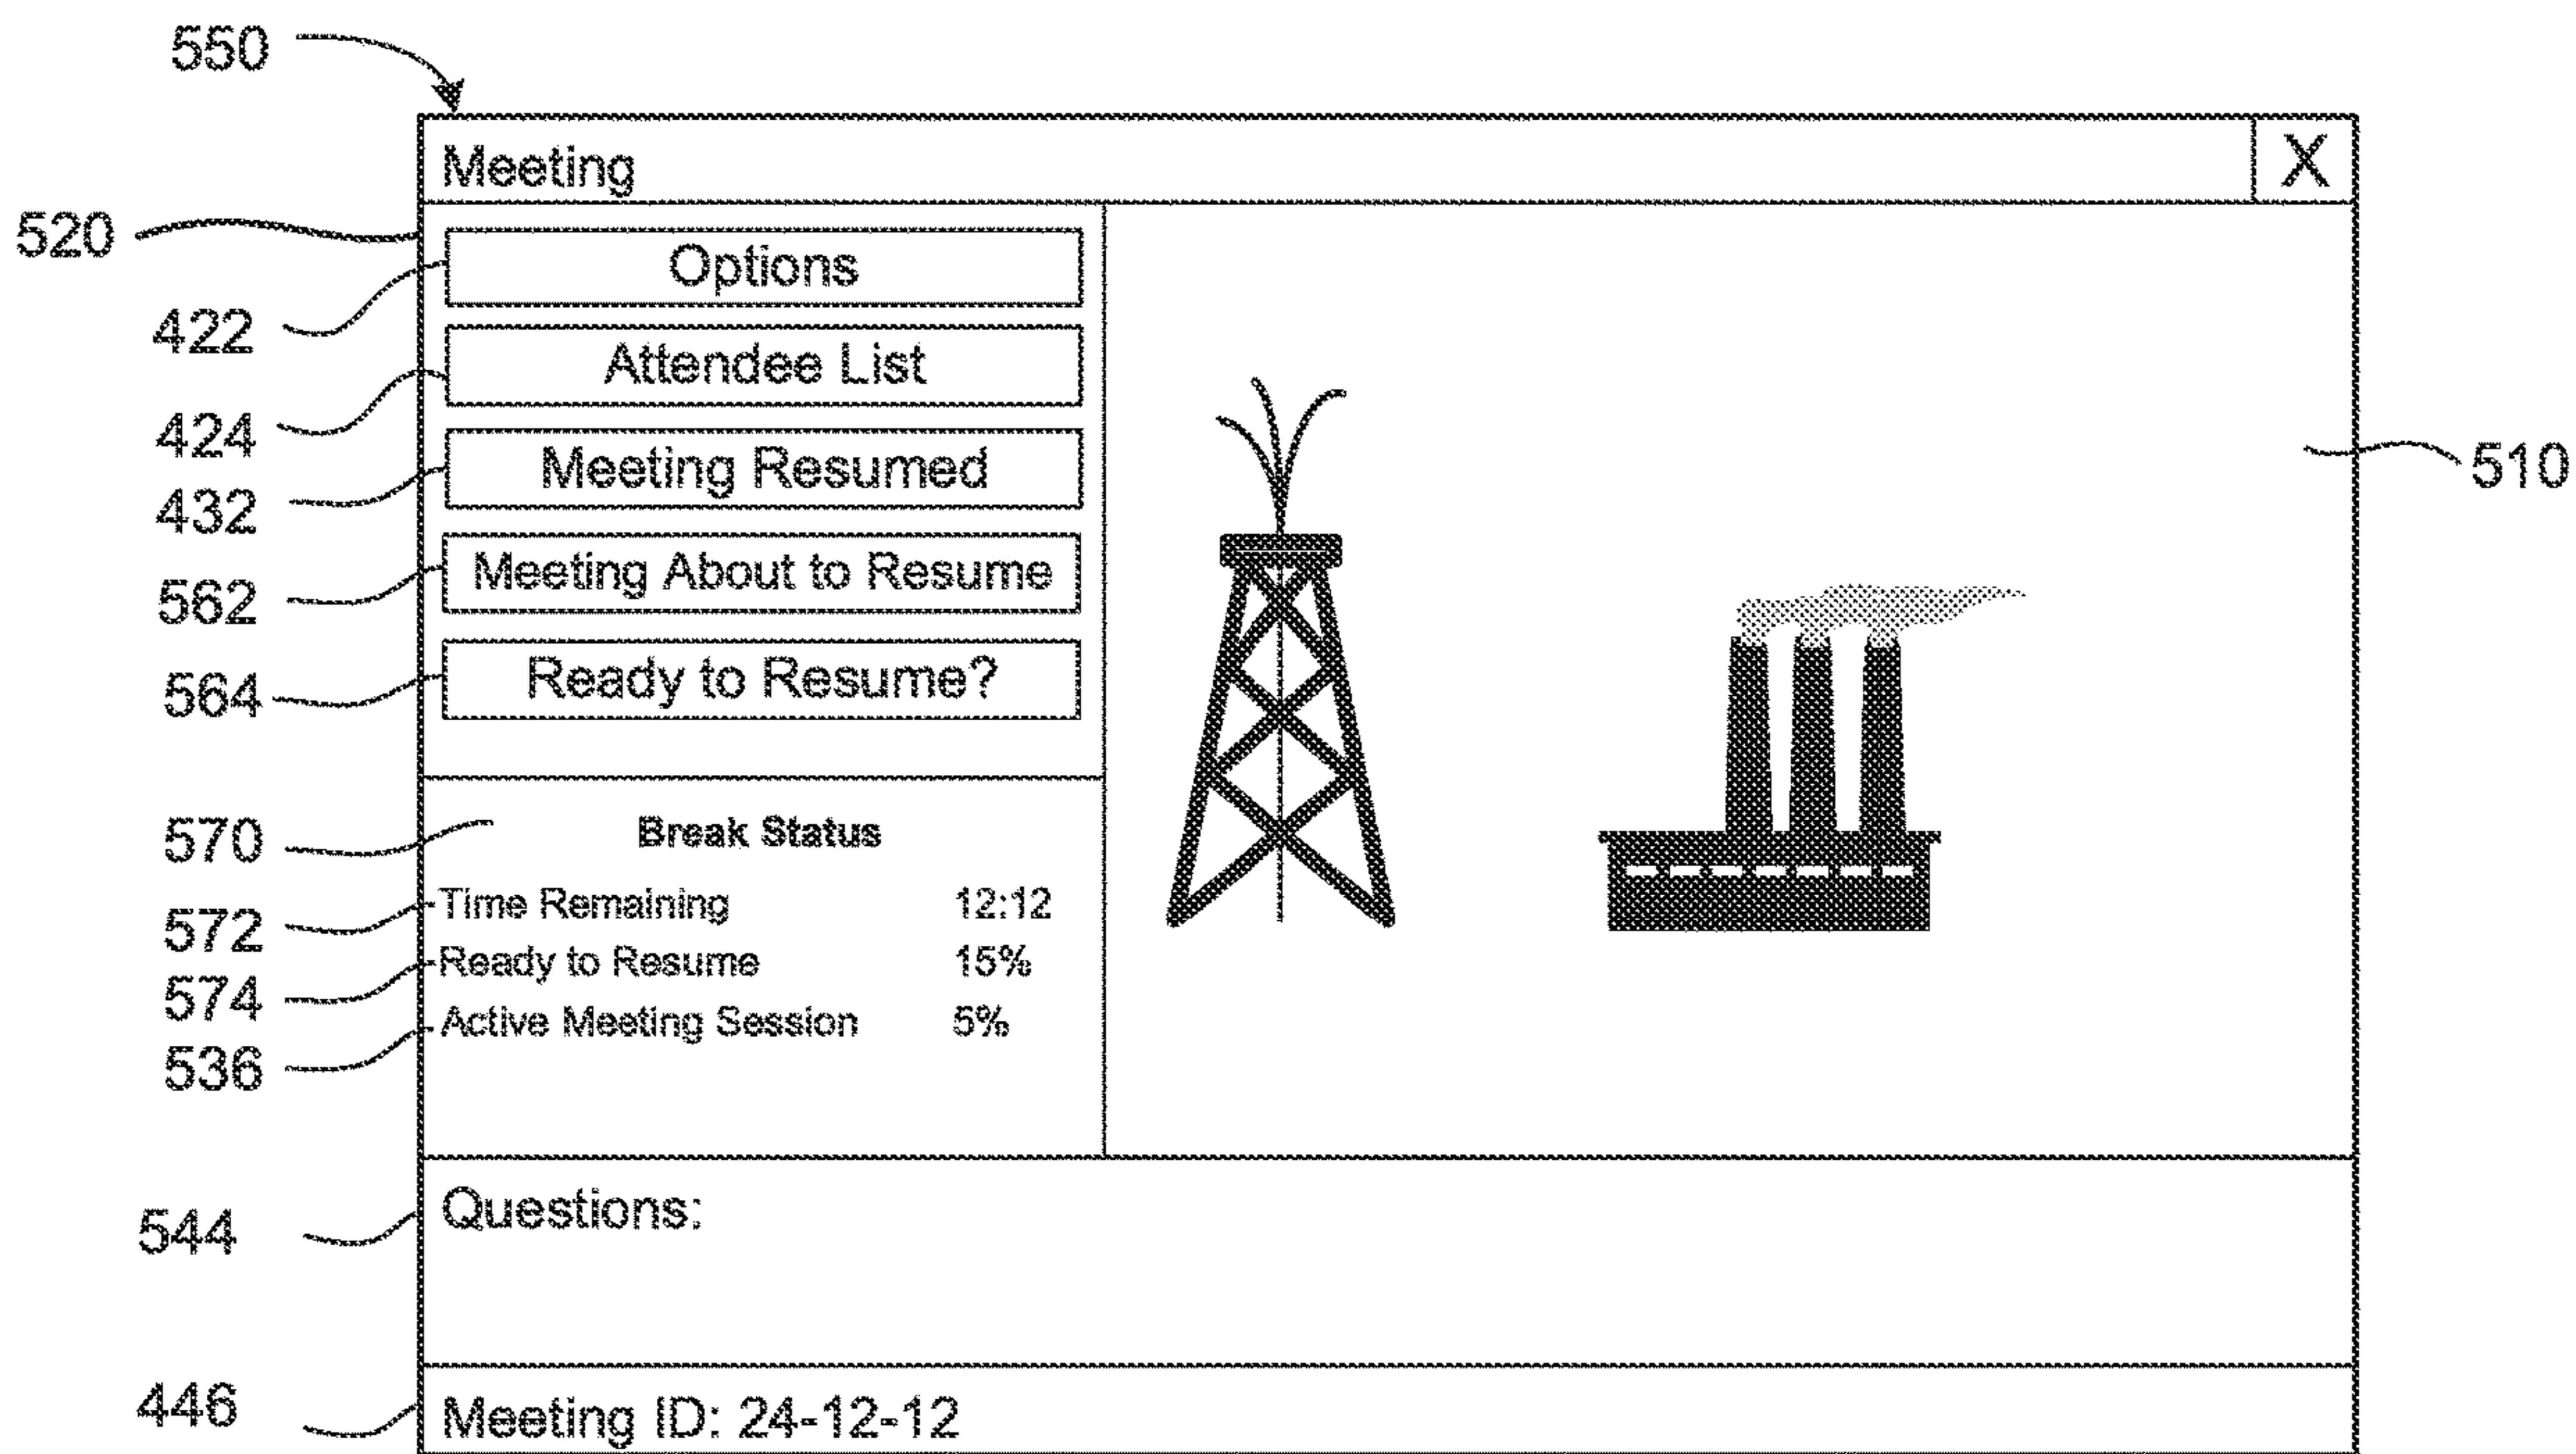 550
Meeting
X
520
Options
422
Attendee List
424
Meeting Resumed
432
510
Meeting About to Resume
562
Ready to Resume?
564
Break Status
570
Time Remaining 12:12
572
Ready to Resume 15%
574
Active Meeting Session 5%
536
Questions:
544
446
Meeting ID: 24-12-12